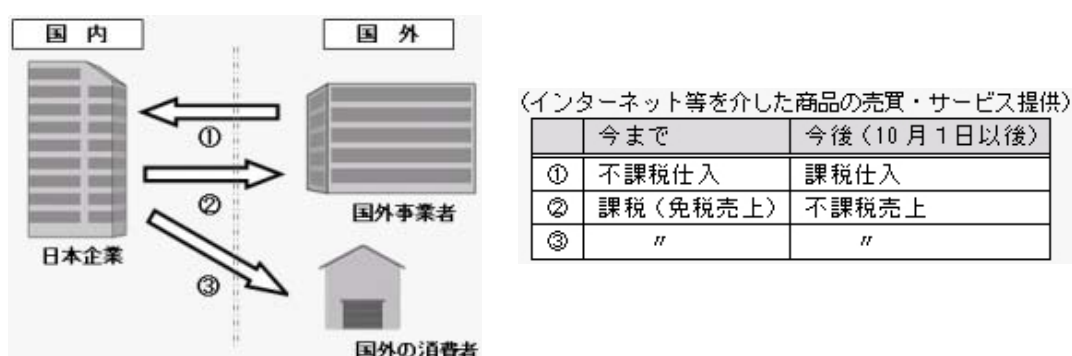 国内
国外
①
②
③
日本企業
国外事業者
国外の消費者
（インターネット等を介した商品の売買・サービス提供）
今まで 今後（10月1日以後）
① 不課税仕入 課税仕入
② 課税（免税売上） 不課税売上
③ 〃 〃